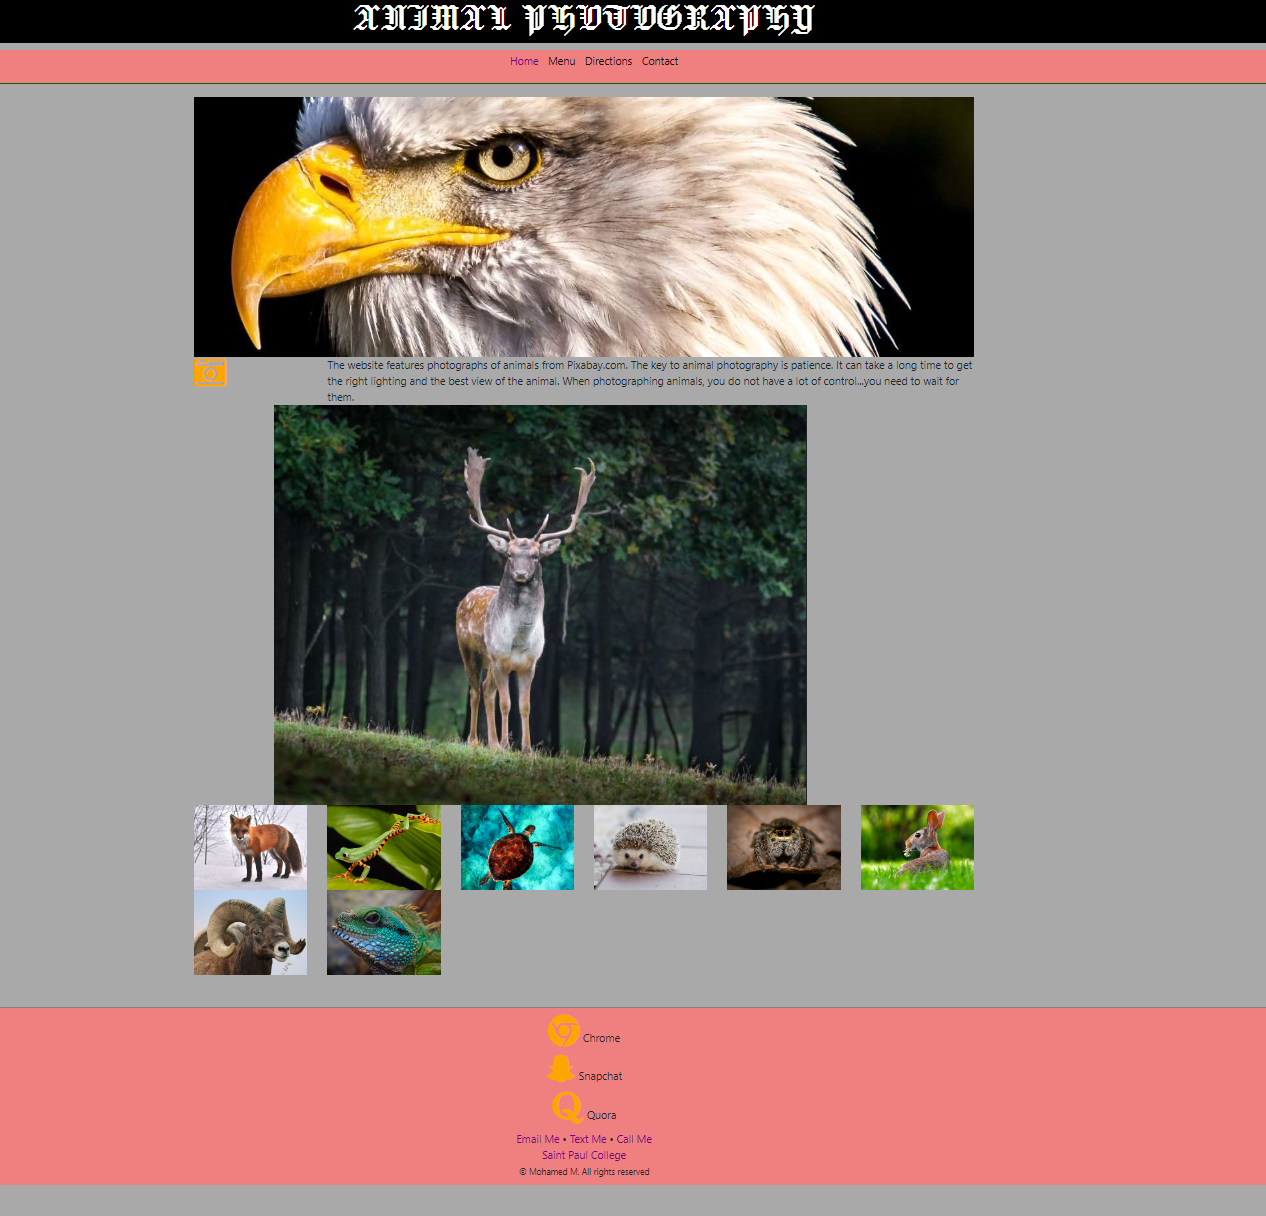 ANIMAL PHOTOGRAPHY
Home Menu Directions Contact
The website features photographs of animals from Pixabay.com. The key to animal photography is patience. It can take a long time to get
the right lighting and the best view of the animal. When photographing animals, you do not have a lot of control...you need to wait for
them.
Chrome
Snapchat
Quora
Email Me • Text Me • Call Me
Saint Paul College
© Mohamed M. All rights reserved